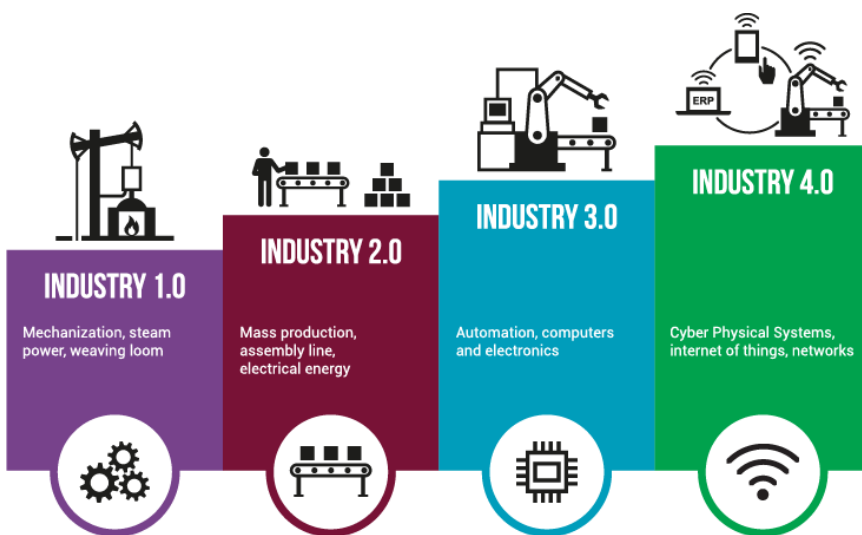 ERP
INDUSTRY 1.0
Mechanization, steam
power, weaving loom
INDUSTRY 2.0
Mass production,
assembly line,
electrical energy
INDUSTRY 3.0
Automation, computers
and electronics
INDUSTRY 4.0
Cyber Physical Systems,
internet of things, networks